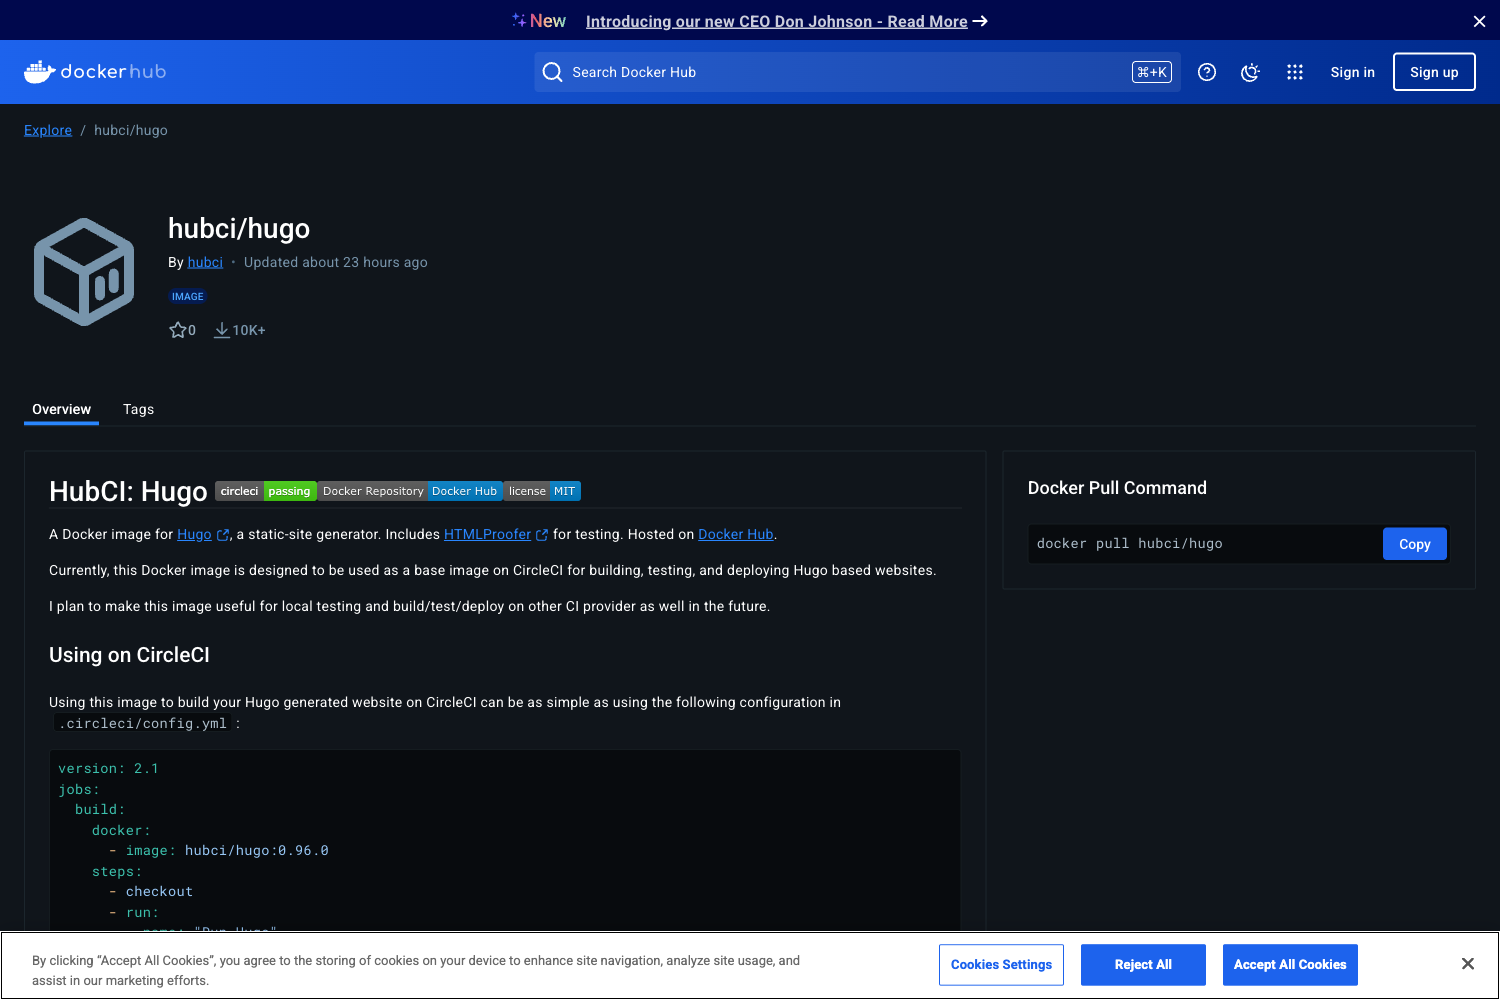 New Introducing our new CEO Don Johnson - Read More
docker hub
Search Docker Hub
⌘+K
Sign in
Sign up
Explore / hubci/hugo
hubci/hugo
By hubci • Updated about 23 hours ago
IMAGE
0 10K+
Overview
Tags
HubCI: Hugo circleci passing Docker Repository Docker Hub license MIT
A Docker image for Hugo, a static-site generator. Includes HTMLProofer for testing. Hosted on Docker Hub.
Currently, this Docker image is designed to be used as a base image on CircleCI for building, testing, and deploying Hugo based websites.
I plan to make this image useful for local testing and build/test/deploy on other CI provider as well in the future.
Using on CircleCI
Using this image to build your Hugo generated website on CircleCI can be as simple as using the following configuration in
.circleci/config.yml :
version: 2.1
jobs:
build:
docker:
- image: hubci/hugo:0.96.0
steps:
- checkout
- run:
name: "Run Hugo"
Docker Pull Command
docker pull hubci/hugo
Copy
By clicking “Accept All Cookies”, you agree to the storing of cookies on your device to enhance site navigation, analyze site usage, and
assist in our marketing efforts.
Cookies Settings
Reject All
Accept All Cookies